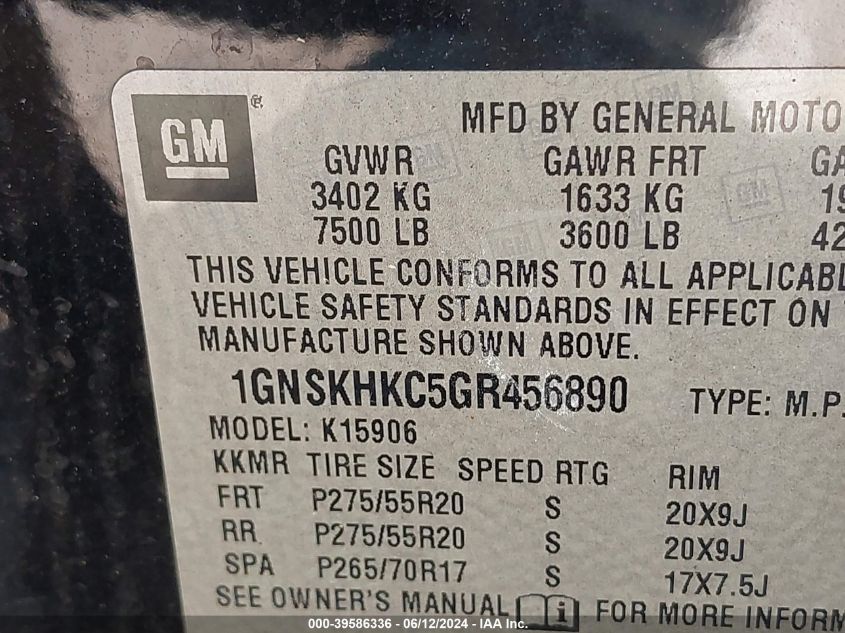 GM ®
MFD BY GENERAL MOTO
GVWR GAWR FRT GA
3402 KG 1633 KG 19
7500 LB 3600 LB 42
THIS VEHICLE CONFORMS TO ALL APPLICABL
VEHICLE SAFETY STANDARDS IN EFFECT ON
MANUFACTURE SHOWN ABOVE.
1GNSKHKC5GR456890 TYPE: M.P.
MODEL: K15906
KKMR TIRE SIZE SPEED RTG RIM
FRT P275/55R20 S 20X9J
RR P275/55R20 S 20X9J
SPA P265/70R17 S 17X7.5J
SEE OWNER'S MANUAL i FOR MORE INFORM
000-39586336 - 06/12/2024 - IAA Inc.